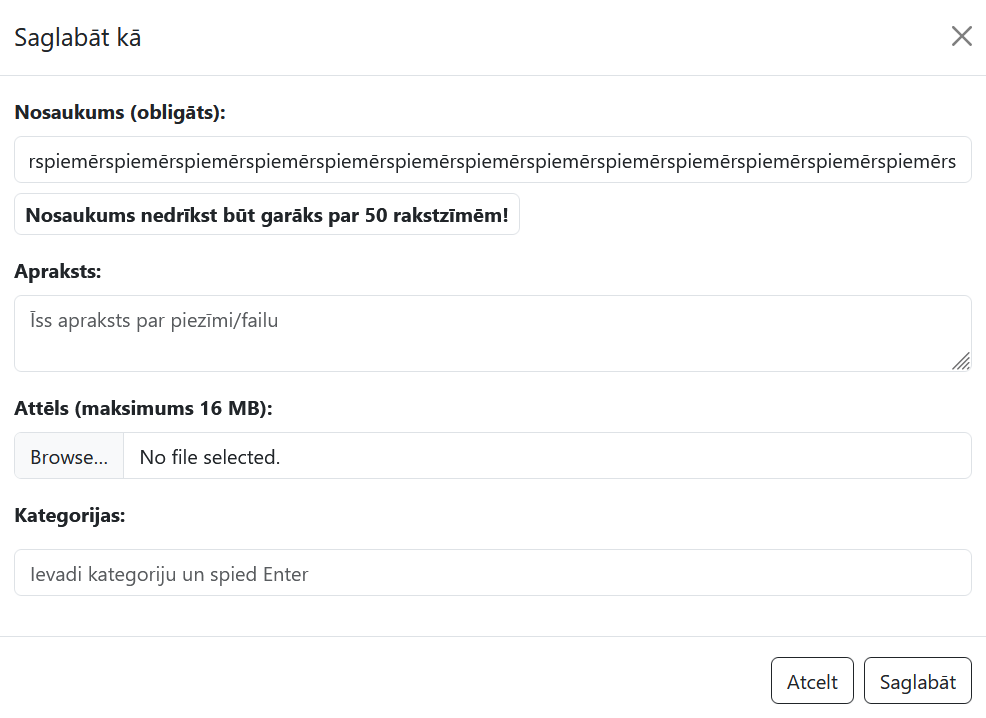 Saglabāt kā
Nosaukums (obligāts):
rspiemērspiemērspiemērspiemērspiemērspiemērspiemērspiemērspiemērspiemērspiemērspiemērspiemērs
Nosaukums nedrīkst būt garāks par 50 rakstzīmēm!
Apraksts:
Īss apraksts par piezīmi/failu
Attēls (maksimums 16 MB):
Browse... No file selected.
Kategorijas:
Ievadi kategoriju un spied Enter
Atcelt Saglabāt